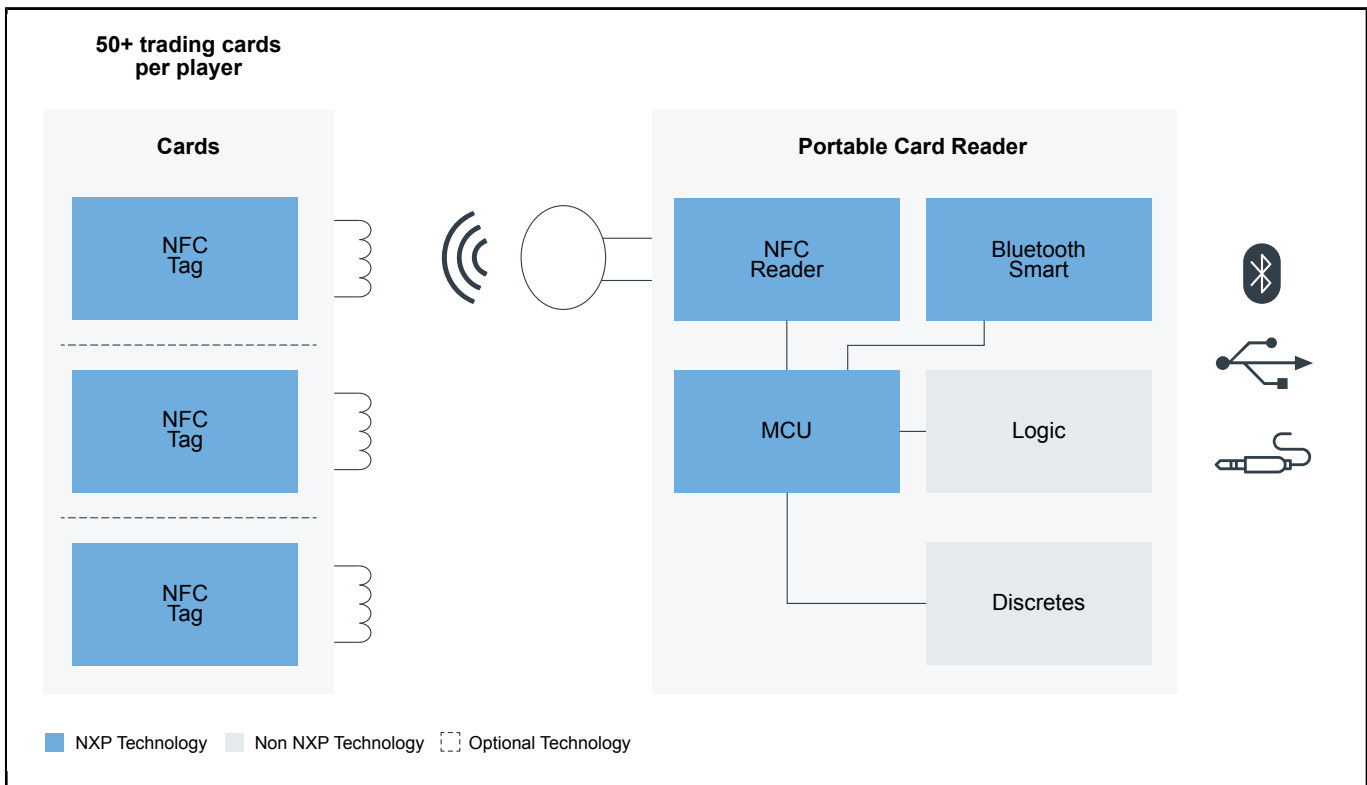 50+ trading cards
per player
Cards
Portable Card Reader
NFC
Tag
NFC
Reader
Bluetooth
Smart
NFC
Tag
MCU
Logic
NFC
Tag
Discretes
NXP Technology
Non NXP Technology
Optional Technology